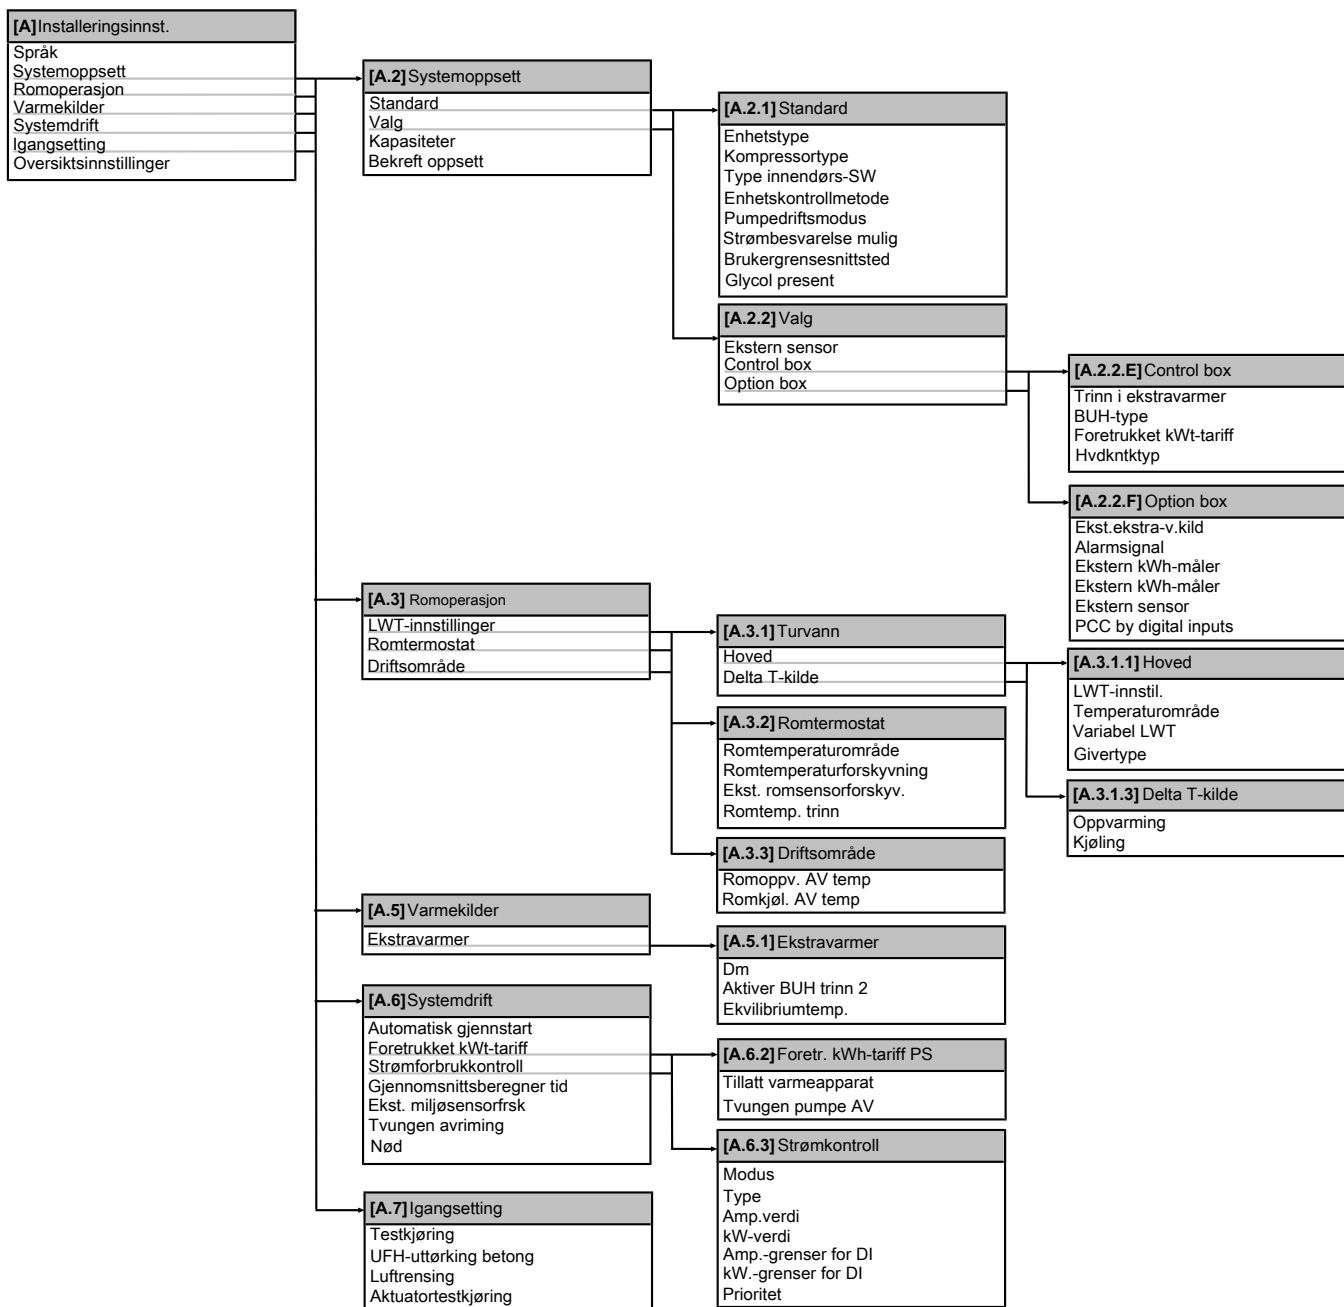 [A] Installeringsinnst.
Språk
Systemoppsett
Romoperasjon
Varmekilder
Systemdrift
Igangsetting
Oversiktsinnstillinger
[A.2] Systemoppsett
Standard
Valg
Kapasiteter
Bekreft oppsett
[A.2.1] Standard
Enhetstype
Kompressortype
Type innendørs-SW
Enhetskontrollmetode
Pumpedriftsmodus
Strømbesvarelse mulig
Brukergrensesnittsted
Glycol present
[A.2.2] Valg
Ekstern sensor
Control box
Option box
[A.2.2.E] Control box
Trinn i ekstravarmer
BUH-type
Foretrukket kWt-tariff
Hvdkntktyp
[A.2.2.F] Option box
Ekst.ekstra-v.kild
Alarmsignal
Ekstern kWh-måler
Ekstern kWh-måler
Ekstern sensor
PCC by digital inputs
[A.3] Romoperasjon
LWT-innstillinger
Romtermostat
Driftsområde
[A.3.1] Turvann
Hoved
Delta T-kilde
[A.3.1.1] Hoved
LWT-innstil.
Temperaturområde
Variabel LWT
Givertype
[A.3.1.3] Delta T-kilde
Oppvarming
Kjøling
[A.3.2] Romtermostat
Romtemperaturområde
Romtemperaturforskyvning
Ekst. romsensorforskyv.
Romtemp. trinn
[A.3.3] Driftsområde
Romoppv. AV temp
Romkjøl. AV temp
[A.5] Varmekilder
Ekstravarmer
[A.5.1] Ekstravarmer
Dm
Aktiver BUH trinn 2
Ekvilibriumtemp.
[A.6] Systemdrift
Automatisk gjennstart
Foretrukket kWt-tariff
Strømforbrukkontroll
Gjennomsnittsberegner tid
Ekst. miljøsensorfrsk
Tvungen avriming
Nød
[A.6.2] Foretr. kWh-tariff PS
Tillatt varmeapparat
Tvungen pumpe AV
[A.6.3] Strømkontroll
Modus
Type
Amp.verdi
kW-verdi
Amp.-grenser for DI
kW.-grenser for DI
Prioritet
[A.7] Igangsetting
Testkjøring
UFH-uttørking betong
Luftrensing
Aktuatortestkjøring